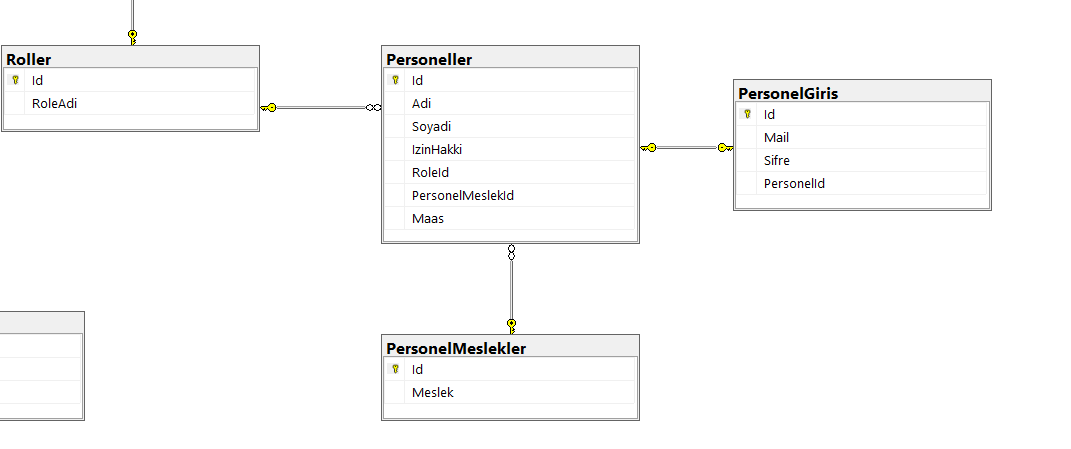 Roller
Id
RoleAdi
Personeller
Id
Adi
Soyadi
IzinHakki
RoleId
PersonelMeslekId
Maas
PersonelGiris
Id
Mail
Sifre
PersonelId
PersonelMeslekler
Id
Meslek